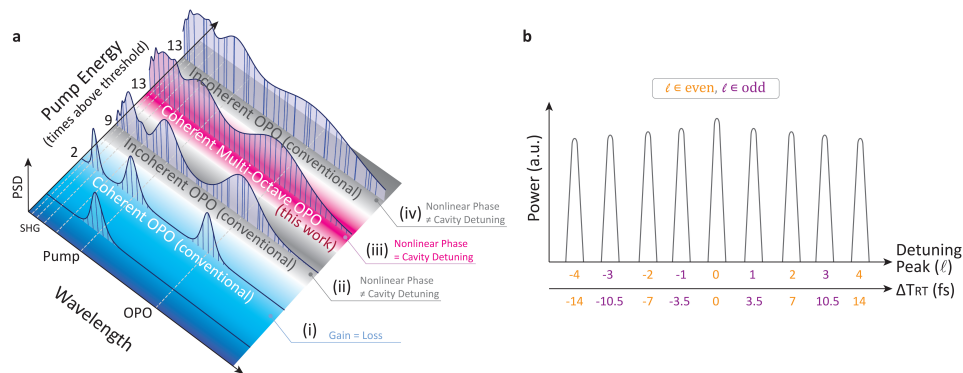 a
Pump Energy
(times above threshold)
13
13
9
2
PSD
SHG
Pump
OPO
Wavelength
Incoherent OPO (conventional)
Coherent Multi-Octave OPO
(this work)
Incoherent OPO (conventional)
Coherent OPO (conventional)
(iv) Nonlinear Phase
≠ Cavity Detuning
(iii) Nonlinear Phase
= Cavity Detuning
(ii) Nonlinear Phase
≠ Cavity Detuning
(i) Gain = Loss
b
ℓ ∈ even, ℓ ∈ odd
Power (a.u.)
Detuning
Peak (ℓ)
-4 -3 -2 -1 0 1 2 3 4
ΔTRT (fs)
-14 -10.5 -7 -3.5 0 3.5 7 10.5 14